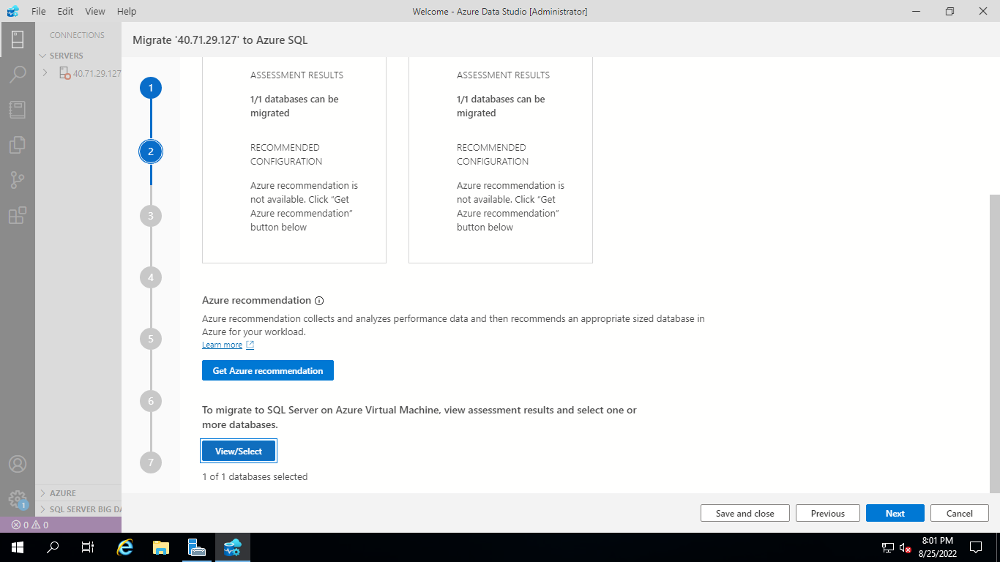 File Edit View Help
Welcome - Azure Data Studio [Administrator]
CONNECTIONS
SERVERS
40.71.29.127
AZURE
SQL SERVER BIG DA
1
0 0
Migrate '40.71.29.127' to Azure SQL
1
2
3
4
5
6
7
ASSESSMENT RESULTS
1/1 databases can be
migrated
RECOMMENDED
CONFIGURATION
Azure recommendation is
not available. Click “Get
Azure recommendation”
button below
ASSESSMENT RESULTS
1/1 databases can be
migrated
RECOMMENDED
CONFIGURATION
Azure recommendation is
not available. Click “Get
Azure recommendation”
button below
Azure recommendation
Azure recommendation collects and analyzes performance data and then recommends an appropriate sized database in
Azure for your workload.
Learn more
Get Azure recommendation
To migrate to SQL Server on Azure Virtual Machine, view assessment results and select one or
more databases.
View/Select
1 of 1 databases selected
Save and close Previous Next Cancel
8:01 PM
8/25/2022